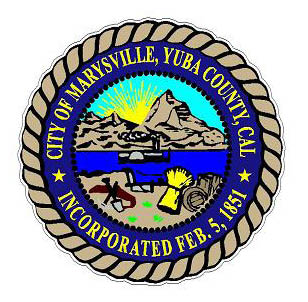 CITY OF MARYSVILLE, YUBA COUNTY, CAL
INCORPORATED FEB. 5, 1851